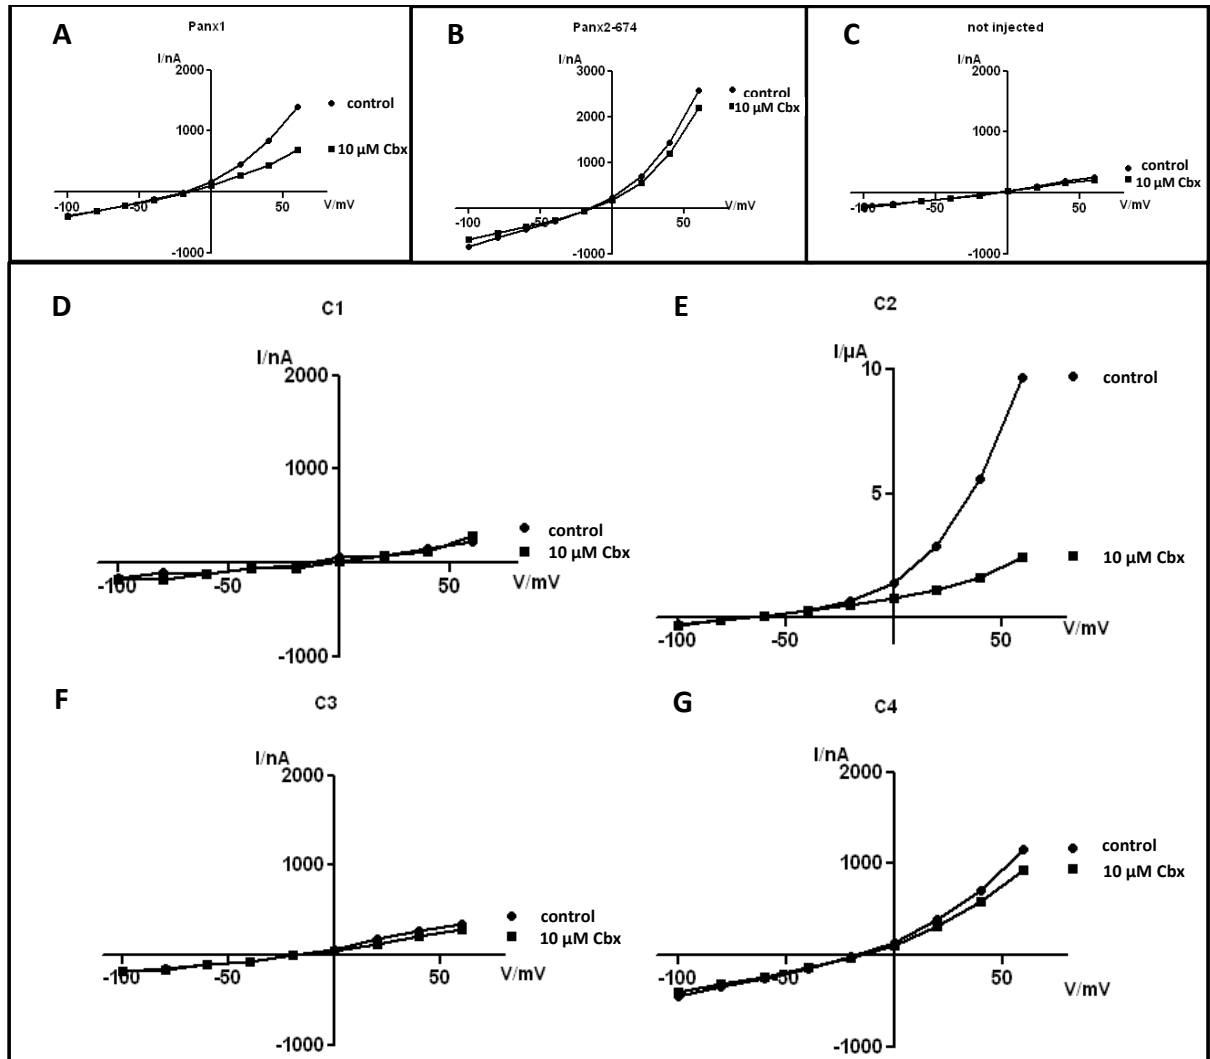 A
Panx1
I/nA
2000
1000
control
10 µM Cbx
-100
-50
50
V/mV
-1000
B
Panx2-674
I/nA
3000
2000
1000
control
10 µM Cbx
-100
-50
50
V/mV
-1000
C
not injected
I/nA
2000
1000
control
10 µM Cbx
-100
-50
50
V/mV
-1000
D
C1
I/nA
2000
1000
control
10 µM Cbx
-100
-50
50
V/mV
-1000
E
C2
I/µA
10
control
5
10 µM Cbx
-100
-50
50
V/mV
F
C3
I/nA
2000
1000
control
10 µM Cbx
-100
-50
50
V/mV
-1000
G
C4
I/nA
2000
1000
control
10 µM Cbx
-100
-50
50
V/mV
-1000